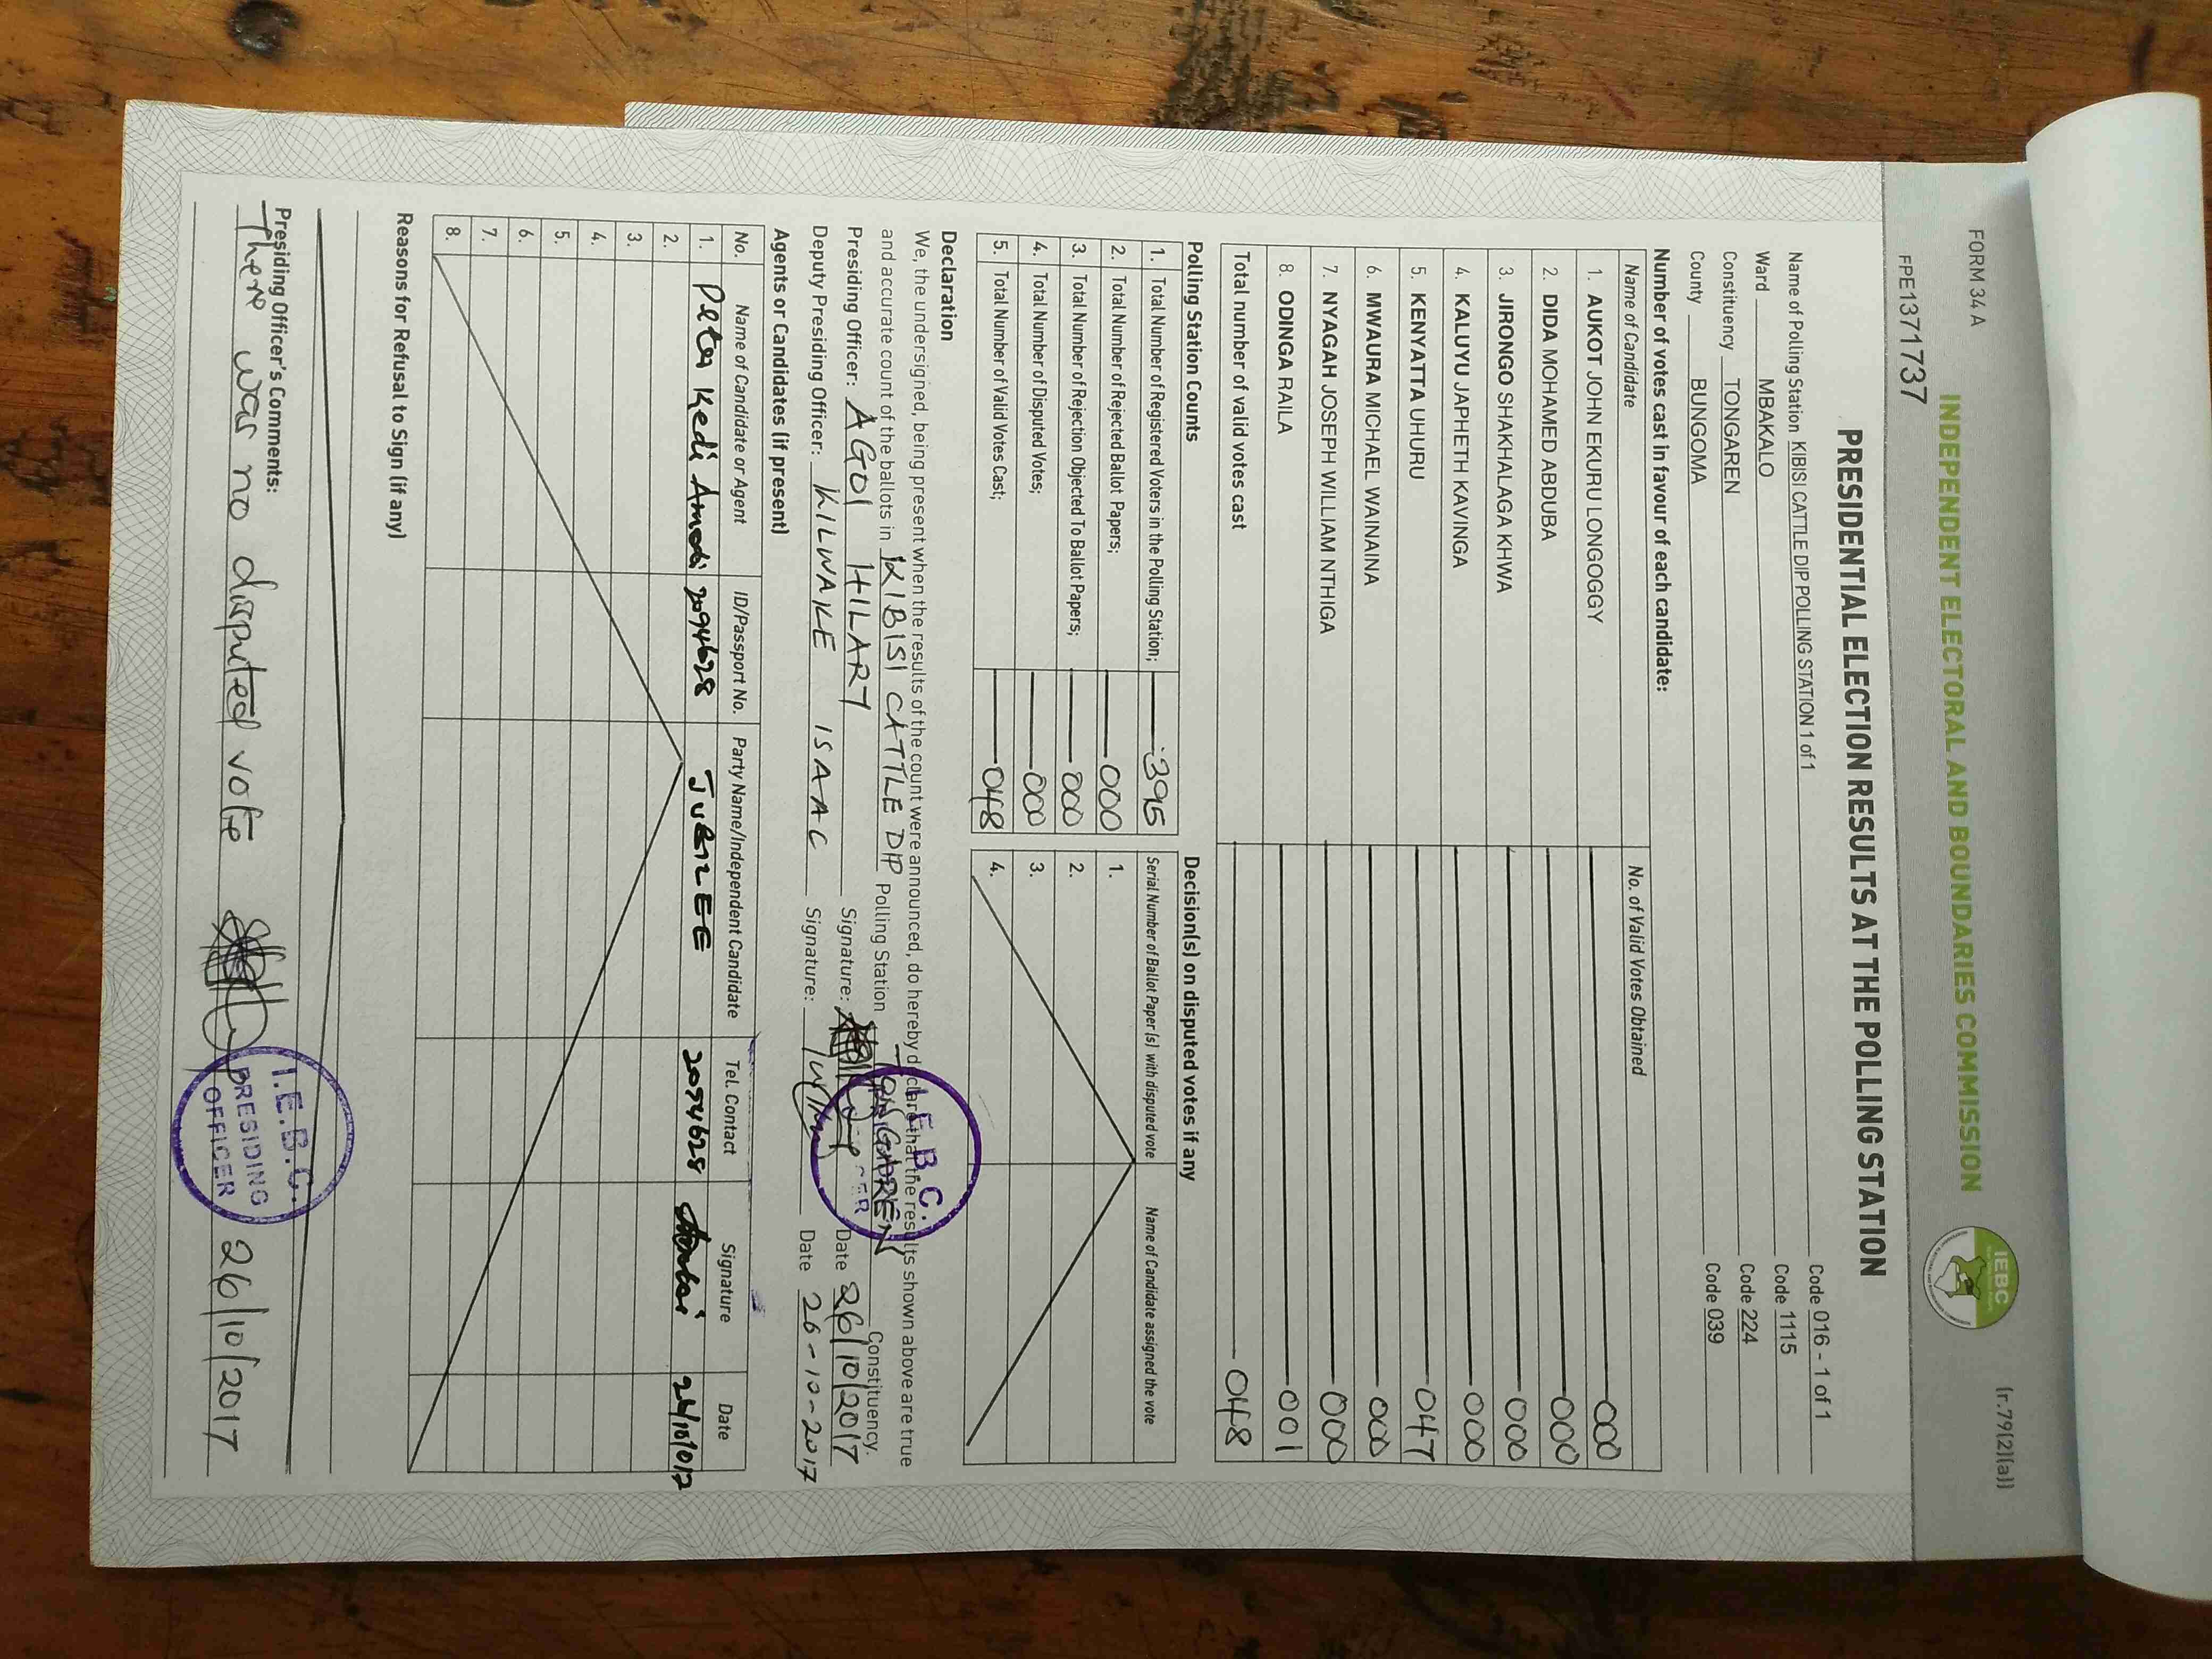 FORM 34 A
(r.79(2)(a))
INDEPENDENT ELECTORAL AND BOUNDARIES COMMISSION
IEBC
FPE1371737
PRESIDENTIAL ELECTION RESULTS AT THE POLLING STATION
Name of Polling Station KIBISI CATTLE DIP POLLING STATION 1 of 1 Code 016 - 1 of 1
Ward MBAKALO Code 1115
Constituency TONGAREN Code 224
County BUNGOMA Code 039
Number of votes cast in favour of each candidate:
Name of Candidate No. of Valid Votes Obtained
1. AUKOT JOHN EKURU LONGOGGY 000
2. DIDA MOHAMED ABDUBA 000
3. JIRONGO SHAKHALAGA KHWA 000
4. KALUYU JAPHETH KAVINGA 000
5. KENYATTA UHURU 047
6. MWAURA MICHAEL WAINAINA 000
7. NYAGAH JOSEPH WILLIAM NTHIGA 000
8. ODINGA RAILA 001
Total number of valid votes cast 048
Polling Station Counts
1. Total Number of Registered Voters in the Polling Station; 395
2. Total Number of Rejected Ballot Papers; 000
3. Total Number of Rejection Objected To Ballot Papers; 000
4. Total Number of Disputed Votes; 000
5. Total Number of Valid Votes Cast; 048
Decision(s) on disputed votes if any
Serial Number of Ballot Paper (s) with disputed vote Name of Candidate assigned the vote
1.
2.
3.
4.
Declaration
We, the undersigned, being present when the results of the count were announced, do hereby declare that the results shown above are true
and accurate count of the ballots in KIBISI CATTLE DIP Polling Station TONGAREN Constituency.
Presiding Officer: AGOI HILARY Signature: Date 26/10/2017
Deputy Presiding Officer: KILWAKE ISAAC Signature: Date 26-10-2017
I.E.B.C.
Agents or Candidates (if present)
No. Name of Candidate or Agent ID/Passport No. Party Name/Independent Candidate Tel. Contact Signature Date
1. Peter Kedi 2094628 JUBILEE 2094628
2.
3.
4.
5.
6.
7.
8.
Reasons for Refusal to Sign (if any)
Presiding Officer's Comments:
There was no disputed vote 26/10/2017
I.E.B.C.
PRESIDING
OFFICER